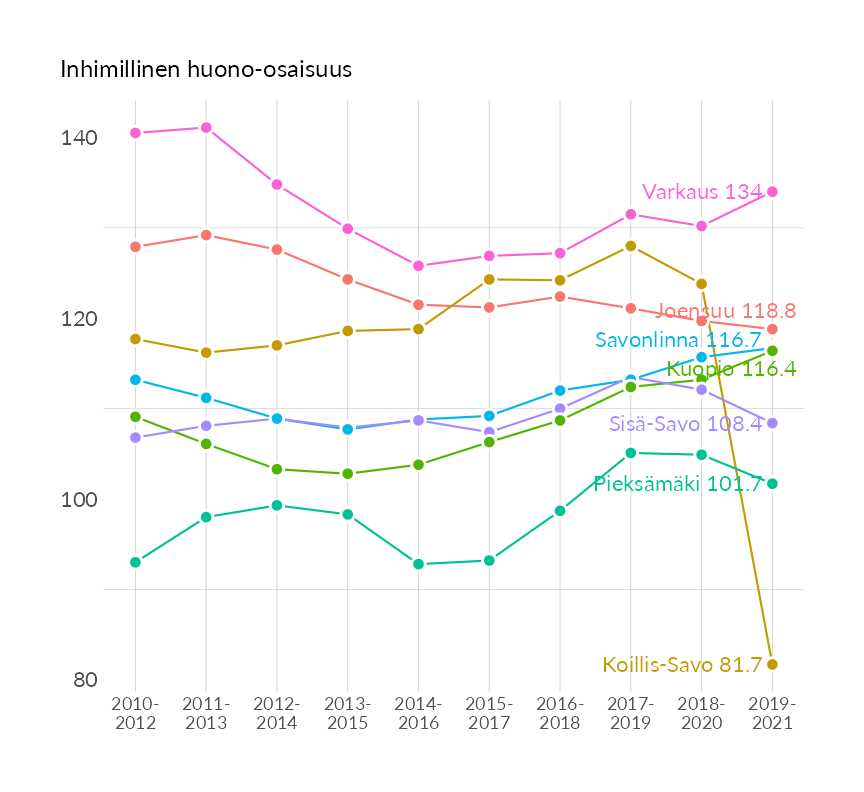 Inhimillinen huono-osaisuus
140
Varkaus 134
120
Joensuu 118.8
Savonlinna 116.7
Kuopio 116.4
Sisä-Savo 108.4
100
Pieksämäki 101.7
Koillis-Savo 81.7
80
2010- 2011- 2012- 2013- 2014- 2015- 2016- 2017- 2018- 2019-
2012 2013 2014 2015 2016 2017 2018 2019 2020 2021